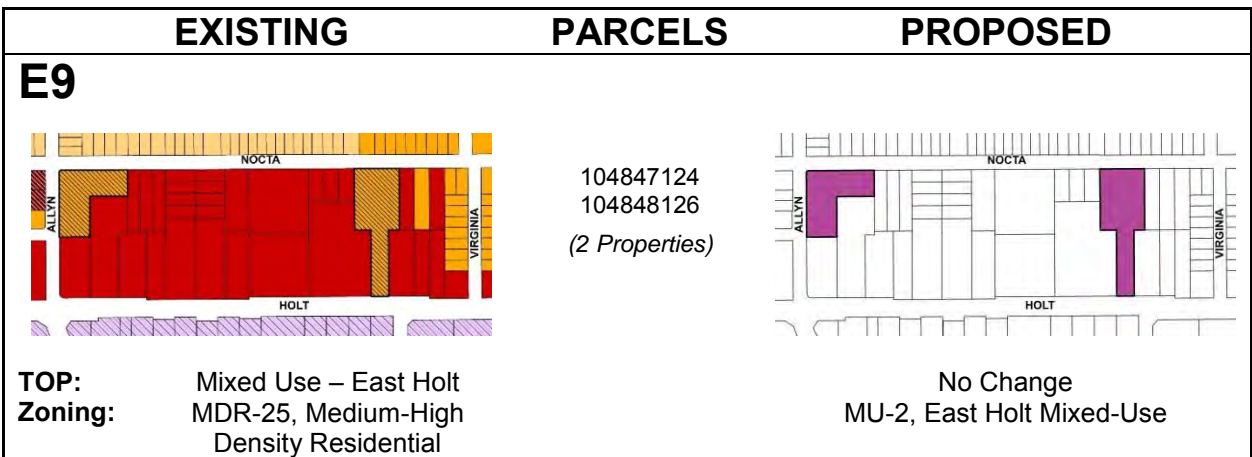 EXISTING PARCELS PROPOSED
E9
NOCTA
ALLYN
VIRGINIA
HOLT
104847124
104848126
(2 Properties)
NOCTA
ALLYN
VIRGINIA
HOLT
TOP: Mixed Use – East Holt No Change
Zoning: MDR-25, Medium-High MU-2, East Holt Mixed-Use
Density Residential